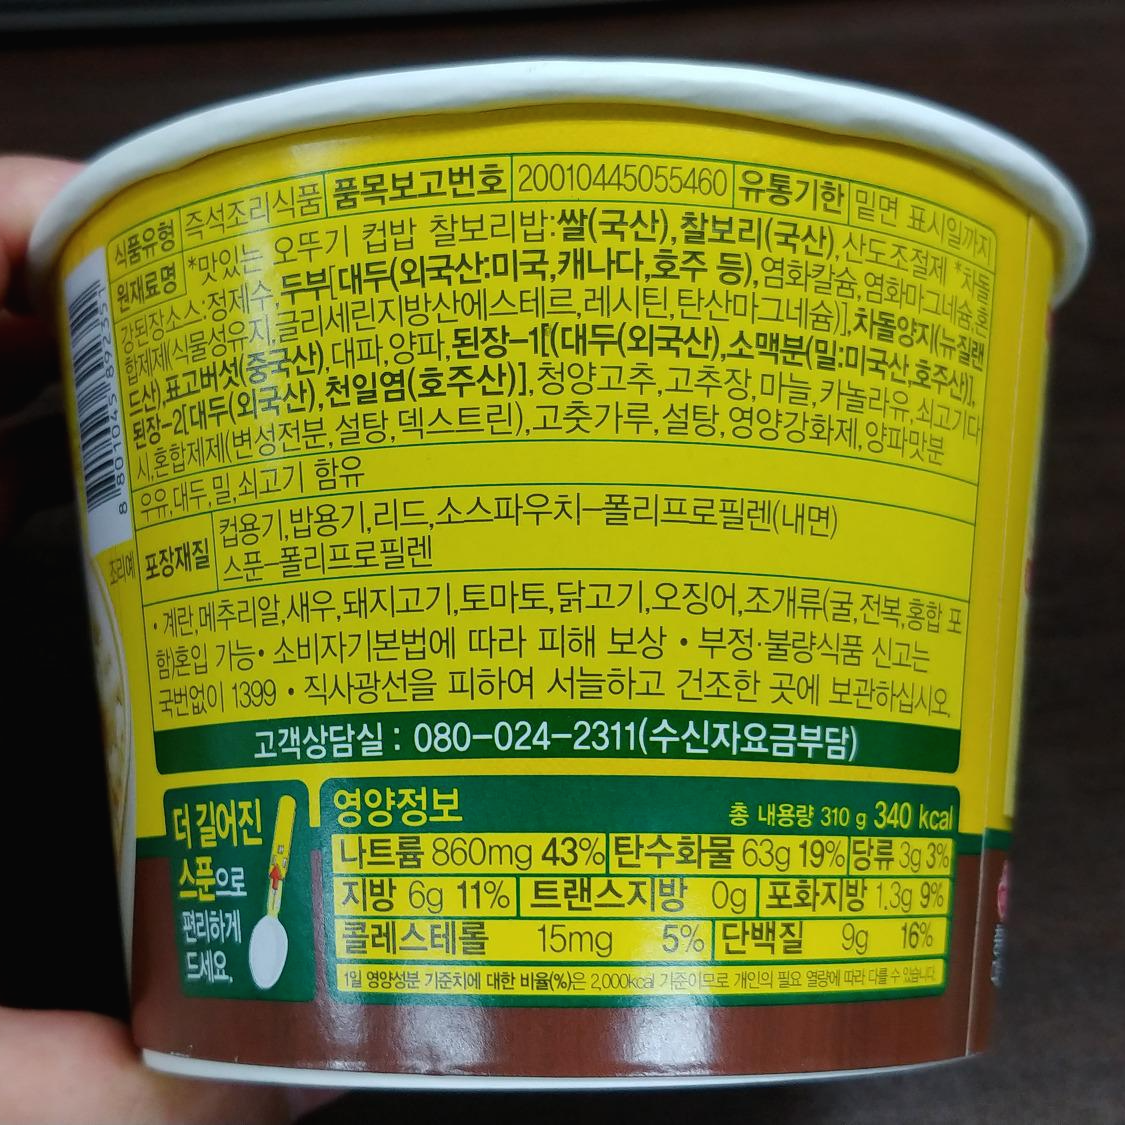 식품유형 즉석조리식품 품목보고번호 20010445055460 유통기한 밑면 표시일까지
원재료명 *맛있는 오뚜기 컵밥 찰보리밥:쌀(국산),찰보리(국산),산도조절제 *차돌
강된장소스:정제수,두부[대두(외국산:미국,캐나다,호주 등),염화칼슘,염화마그네슘,혼
합제제(식물성유지,글리세린지방산에스테르,레시틴,탄산마그네슘)],차돌양지(뉴질랜
드산),표고버섯(중국산),대파,양파,된장-1[(대두(외국산),소맥분(밀:미국산,호주산)],
된장-2[대두(외국산),천일염(호주산)],청양고추,고추장,마늘,카놀라유,쇠고기다
시,혼합제제(변성전분,설탕,덱스트린),고춧가루,설탕,영양강화제,양파맛분
우유,대두,밀,쇠고기 함유
포장재질 컵용기,밥용기,리드,소스파우치-폴리프로필렌(내면)
스푼-폴리프로필렌
• 계란,메추리알,새우,돼지고기,토마토,닭고기,오징어,조개류(굴,전복,홍합 포
함)혼입 가능• 소비자기본법에 따라 피해 보상 • 부정·불량식품 신고는
국번없이 1399 • 직사광선을 피하여 서늘하고 건조한 곳에 보관하십시오.
고객상담실 : 080-024-2311(수신자요금부담)
8 801045 889235
조리예
더 길어진
스푼으로
편리하게
드세요.
영양정보 총 내용량 310 g 340 kcal
나트륨 860mg 43% 탄수화물 63g 19% 당류 3g 3%
지방 6g 11% 트랜스지방 0g 포화지방 1.3g 9%
콜레스테롤 15mg 5% 단백질 9g 16%
1일 영양성분 기준치에 대한 비율(%)은 2,000kcal 기준이므로 개인의 필요 열량에 따라 다를 수 있습니다.